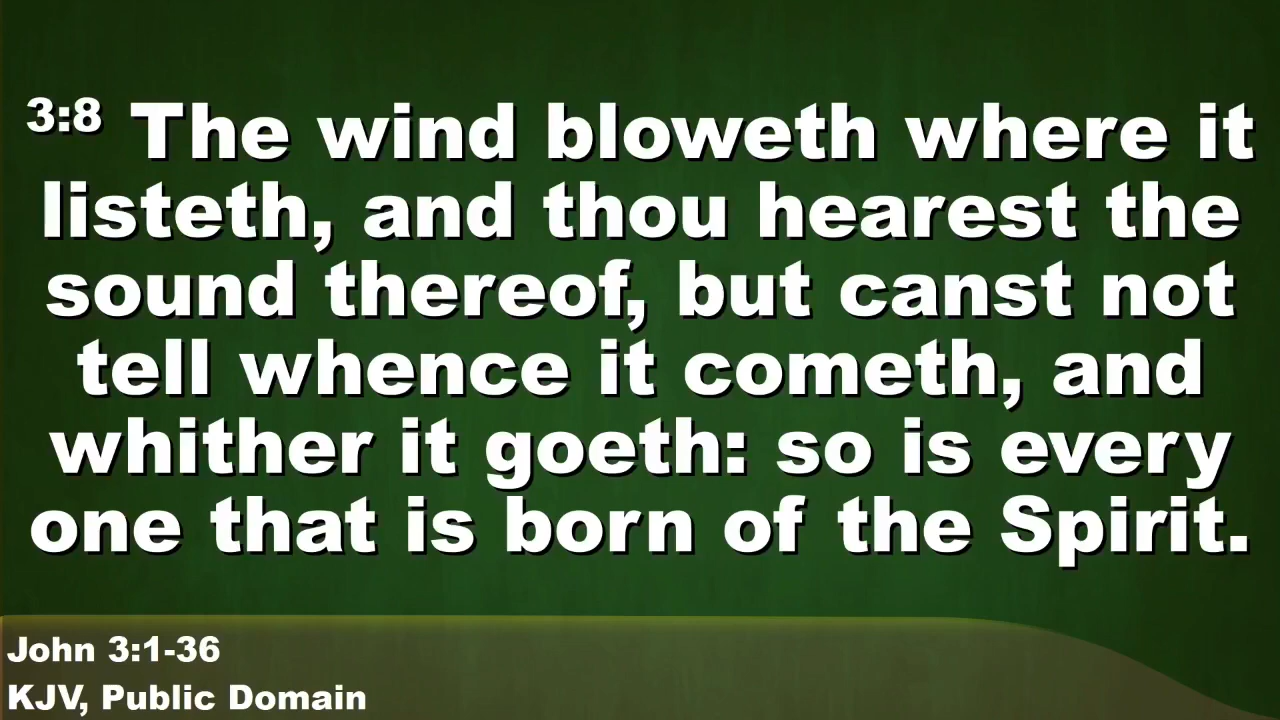 3:8 The wind bloweth where it
listeth, and thou hearest the
sound thereof, but canst not
tell whence it cometh, and
whither it goeth: so is every
one that is born of the Spirit.
John 3:1-36
KJV, Public Domain